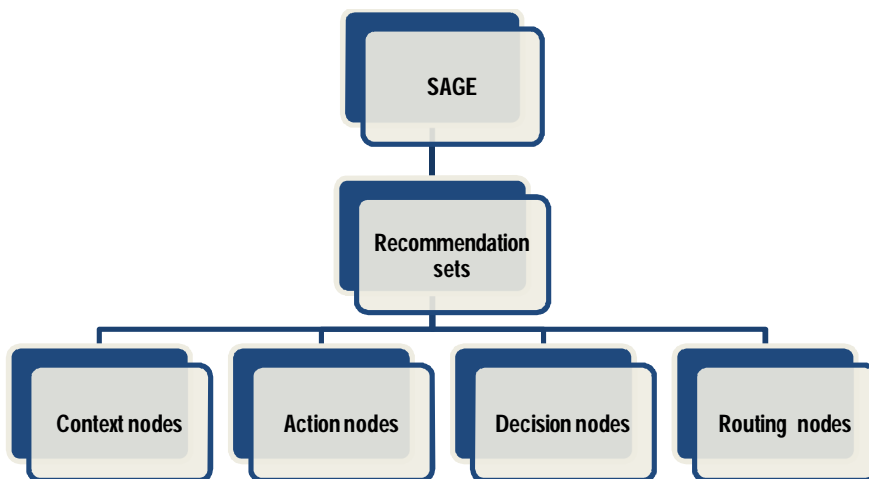 SAGE
Recommendation
sets
Context nodes
Action nodes
Decision nodes
Routing nodes